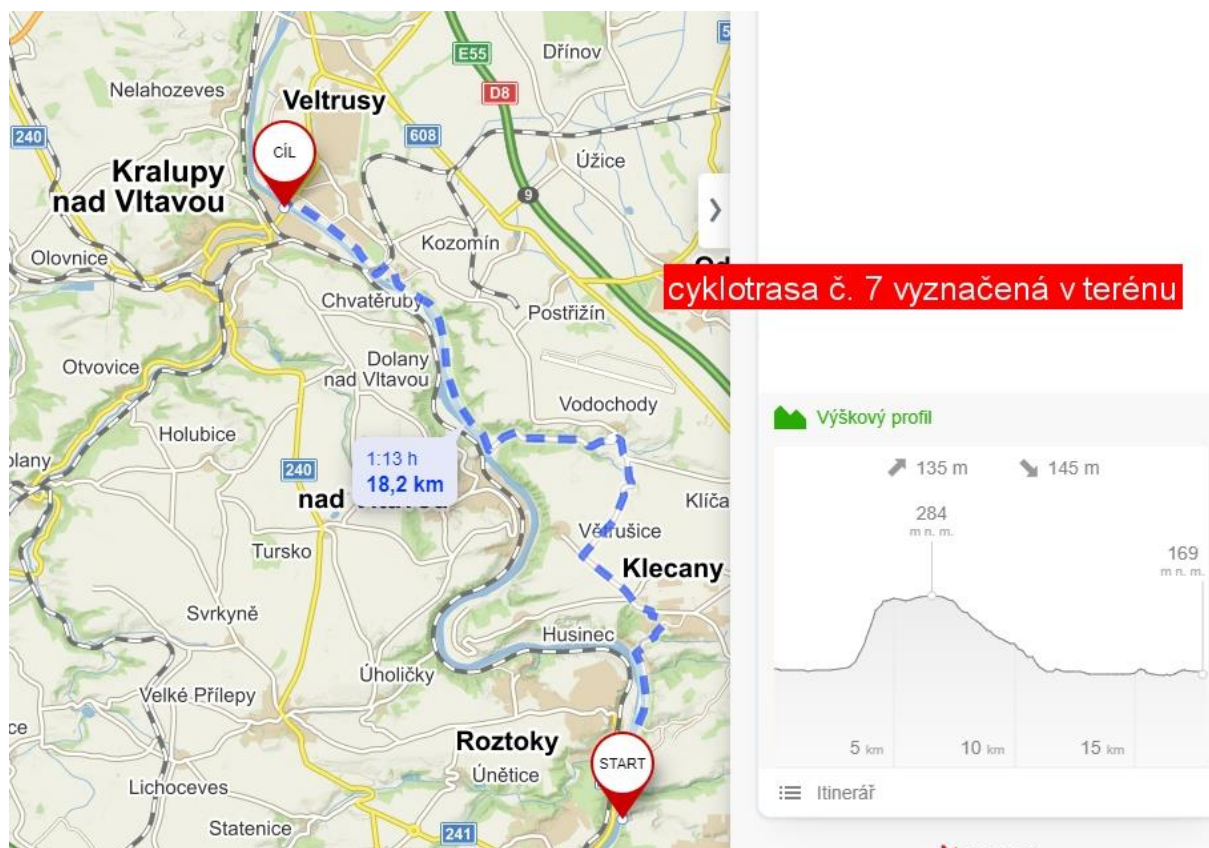 Nelahozeves
Veltrusy
E55
Dřínov
D8
240
608
CÍL
Úžice
Kralupy
nad Vltavou
9
Olovnice
Kozomín
Od
cyklotrasa č. 7 vyznačená v terénu
Chvatěruby
Postřižín
Otvovice
Dolany
nad Vltavou
Vodochody
Výškový profil
Holubice
1:13 h
18,2 km
135 m
145 m
240
nad
Klíča
284
m n. m.
Tursko
Větrušice
169
m n. m.
Klecany
Svrkyně
Husinec
Úholičky
Velké Přílepy
5 km
10 km
15 km
Roztoky
START
Únětice
Lichoceves
Itinerář
Statenice
241